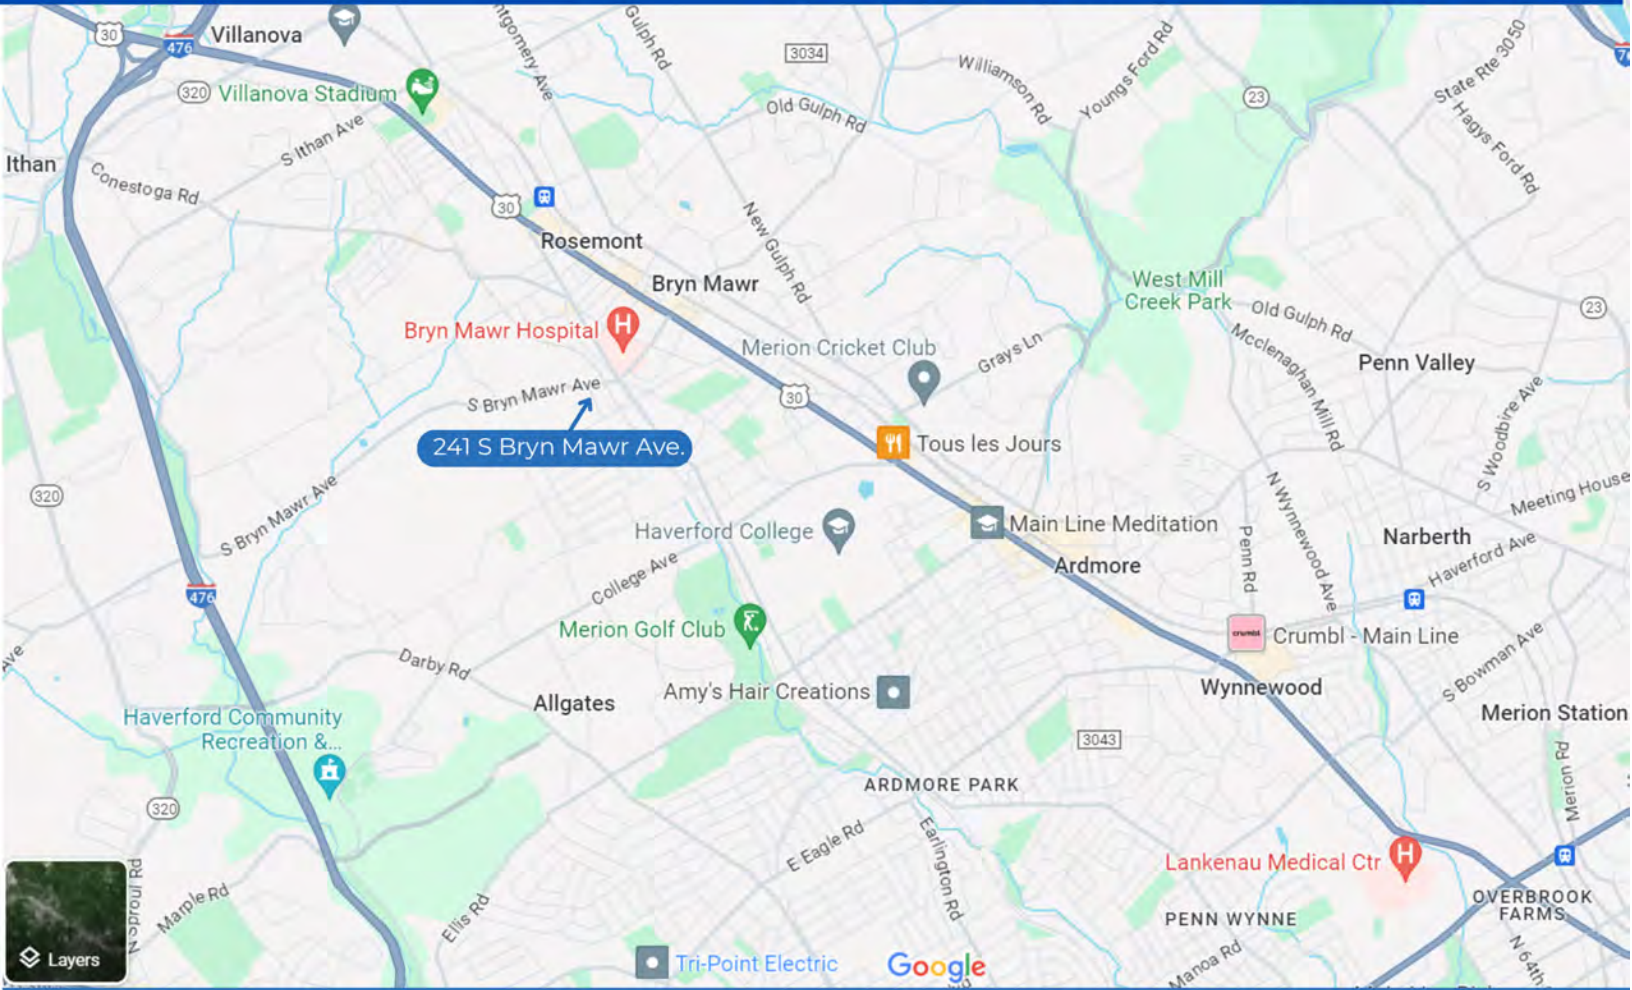 30
476
Villanova
320
Villanova Stadium
S Ithan Ave
Ithan
Conestoga Rd
Gulph Rd
3034
Old Gulph Rd
Williamson Rd
Youngs Ford Rd
23
State Rte 3050
Hagys Ford Rd
30
Rosemont
Bryn Mawr
New Gulph Rd
West Mill
Creek Park
Old Gulph Rd
23
Bryn Mawr Hospital
H
Merion Cricket Club
Grays Ln
Mcclenaghan Mill Rd
Penn Valley
S Bryn Mawr Ave
30
S Woodbine Ave
241 S Bryn Mawr Ave.
Tous les Jours
320
S Bryn Mawr Ave
N Wynnewood Ave
Meeting House
Haverford College
Main Line Meditation
Penn Rd
Narberth
Haverford Ave
College Ave
Ardmore
476
Merion Golf Club
crumbl
Crumbl - Main Line
Ave
Darby Rd
S Bowman Ave
Allgates
Amy's Hair Creations
Wynnewood
Haverford Community
Recreation &...
3043
Merion Station
Merion Rd
ARDMORE PARK
320
E Eagle Rd
Earlington Rd
Lankenau Medical Ctr
H
N Sproul Rd
Marple Rd
Ellis Rd
PENN WYNNE
OVERBROOK
FARMS
Layers
Tri-Point Electric
Google
Manoa Rd
N 64th